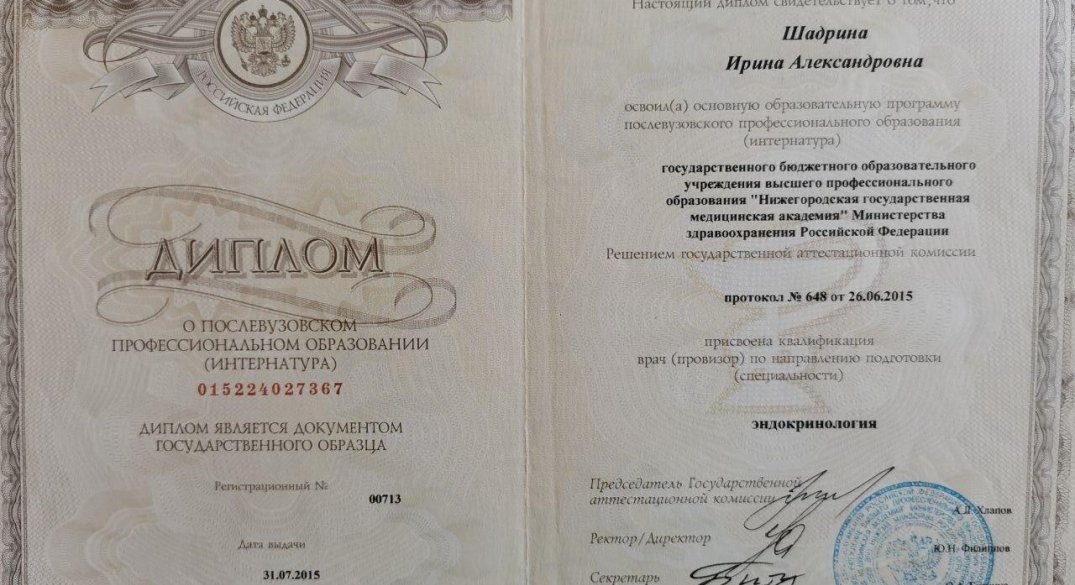 РОССИЙСКАЯ ФЕДЕРАЦИЯ
ДИПЛОМ
О ПОСЛЕВУЗОВСКОМ
ПРОФЕССИОНАЛЬНОМ ОБРАЗОВАНИИ
(ИНТЕРНАТУРА)
015224027367
ДИПЛОМ ЯВЛЯЕТСЯ ДОКУМЕНТОМ
ГОСУДАРСТВЕННОГО ОБРАЗЦА
Регистрационный №
00713
Дата выдачи
31.07.2015
Настоящий диплом свидетельствует о том, что
Шадрина
Ирина Александровна
освоил(а) основную образовательную программу
послевузовского профессионального образования
(интернатура)
государственного бюджетного образовательного
учреждения высшего профессионального
образования "Нижегородская государственная
медицинская академия" Министерства
здравоохранения Российской Федерации
Решением государственной аттестационной комиссии
протокол № 648 от 26.06.2015
присвоена квалификация
врач (провизор) по направлению подготовки
(специальности)
эндокринология
Председатель Государственной
аттестационной комиссии
А.Д. Хлапов
Ректор/Директор
Ю.Н. Филиппов
Секретарь